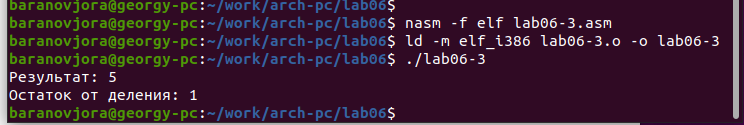 baranovjora@georgy-pc:~/work/arch-pc/lab06$
baranovjora@georgy-pc:~/work/arch-pc/lab06$ nasm -f elf lab06-3.asm
baranovjora@georgy-pc:~/work/arch-pc/lab06$ ld -m elf_i386 lab06-3.o -o lab06-3
baranovjora@georgy-pc:~/work/arch-pc/lab06$ ./lab06-3
Результат: 5
Остаток от деления: 1
baranovjora@georgy-pc:~/work/arch-pc/lab06$